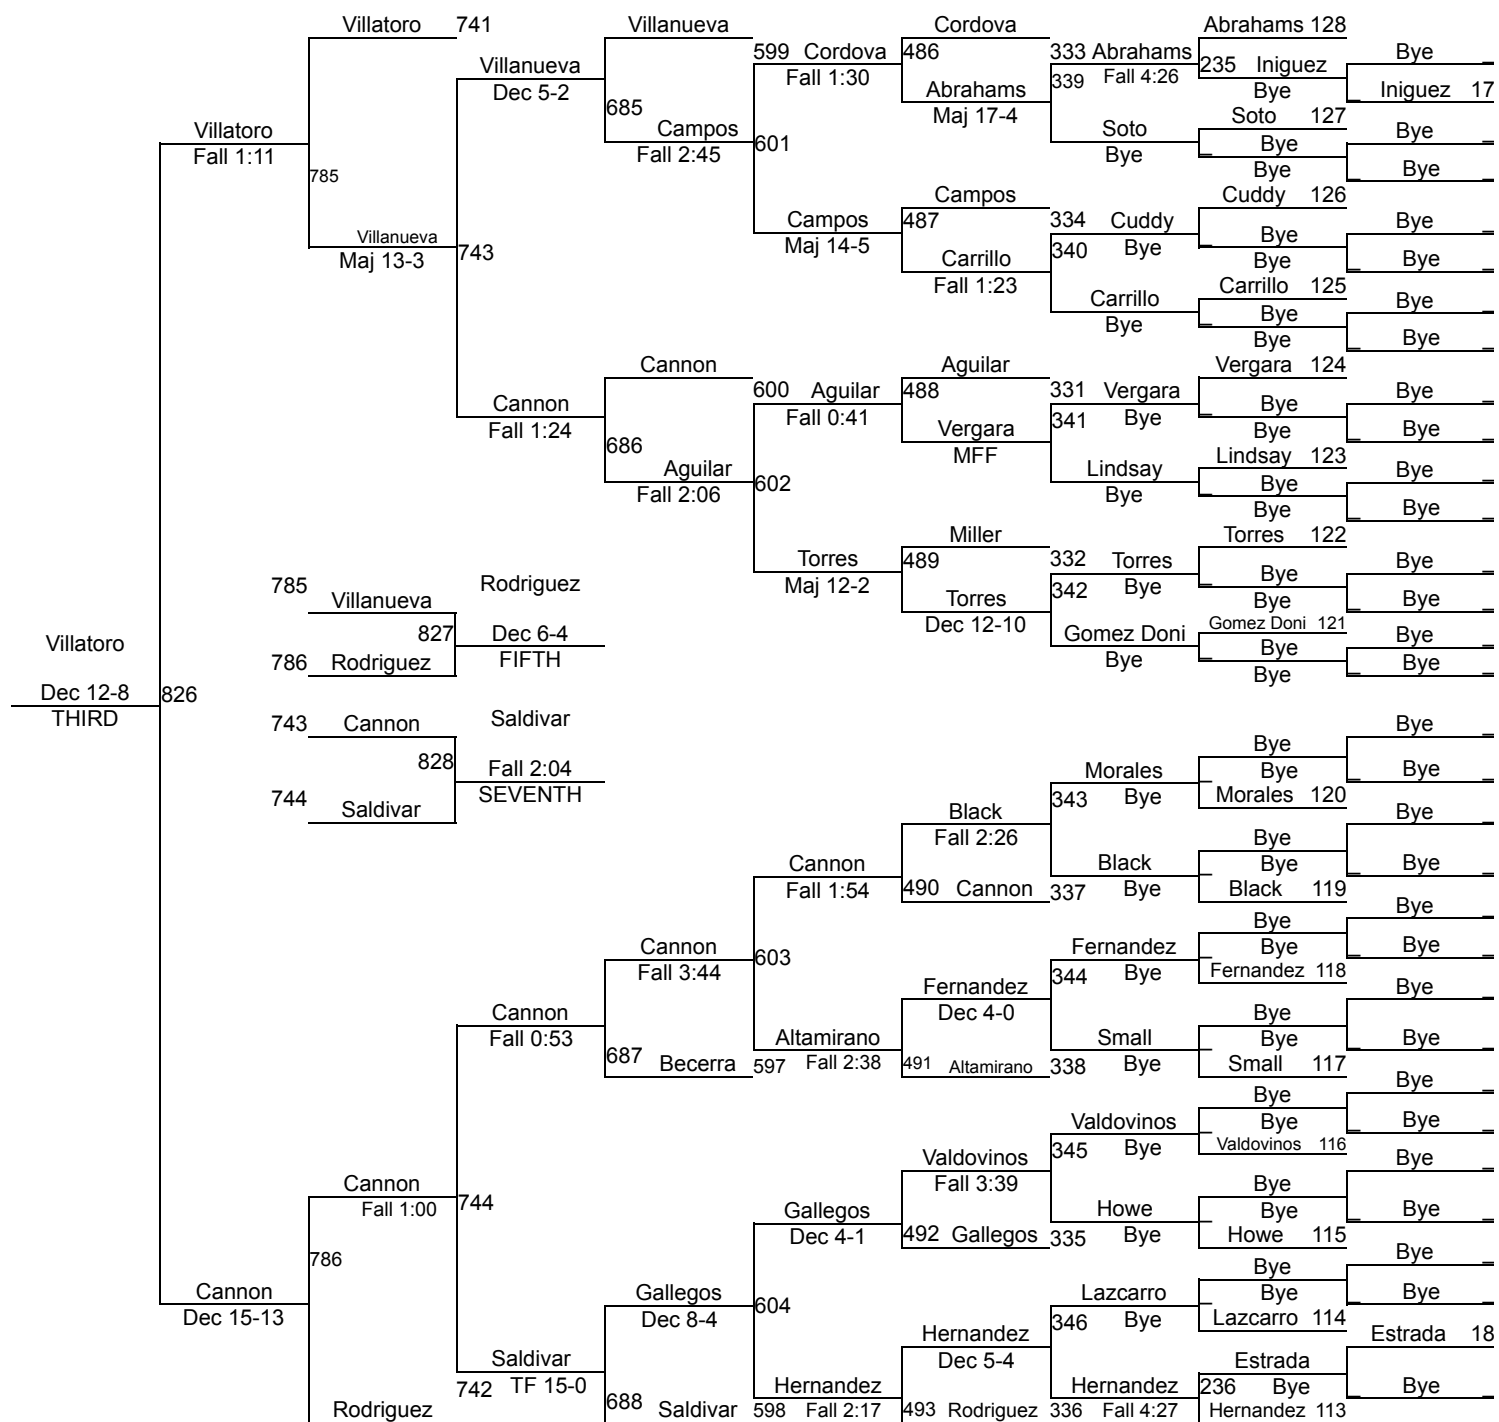 Villatoro 741 Villanueva Cordova Abrahams 128
599 Cordova 486 333 Abrahams 235 Iniguez Bye _
Villanueva Fall 1:30 339 Fall 4:26
Dec 5-2 Abrahams Bye _ Iniguez 17
685 Maj 17-4 Soto Soto 127
Villatoro Campos 601 Bye _ Bye Bye _
Fall 1:11 Fall 2:45 Bye _ Bye _
785 Campos Campos Cuddy 126
Villanueva Maj 14-5 487 334 Cuddy Bye Bye _
Maj 13-3 743 Carrillo 340 Bye Bye _ Bye _
Fall 1:23 Carrillo Carrillo 125
Bye _ Bye Bye _
Bye _ Bye _
Cannon Aguilar Vergara 124
Cannon 600 Aguilar 488 331 Vergara Bye Bye _
Fall 1:24 Fall 0:41 341 Bye
686 Vergara Bye _ Bye _
Aguilar MFF Lindsay Lindsay 123
Fall 2:06 602 Bye _ Bye Bye _
Bye _ Bye _
Miller Torres 122
Torres 489 332 Torres Bye Bye _
785 Rodriguez Maj 12-2 342 Bye
Villanueva Torres Bye _ Bye _
827 Dec 6-4 Dec 12-10 Gomez Doni Gomez Doni 121
Villatoro 786 Rodriguez FIFTH Bye _ Bye Bye _
Bye _ Bye _
Dec 12-8 826
THIRD 743 Cannon Saldivar Bye _
828 Fall 2:04 Morales Bye
744 SEVENTH 343 Bye _ Bye _ Bye _
Saldivar Black Morales 120
Fall 2:26 Bye _
Cannon Black Bye
Fall 1:54 490 Cannon 337 Bye _ Bye _ Bye _
Black 119
Cannon 603 Fernandez Bye Bye _
Fall 3:44 Fernandez 344 Bye Bye _ Bye _
Dec 4-0 Fernandez 118
Cannon Altamirano Small Bye Bye _
Fall 0:53 687 Becerra 597 Fall 2:38 491 Altamirano 338 Bye _ Bye _ Bye _
Small 117
Valdovinos Bye Bye _
Valdovinos 345 Bye _ Bye _ Bye _
Cannon Fall 3:39 Valdovinos 116
Fall 1:00 744 Gallegos Howe Bye Bye _
Dec 4-1 492 Gallegos 335 Bye _ Bye _ Bye _
786 Howe 115
Cannon Gallegos 604 Lazcarro Bye Bye _
Dec 15-13 Dec 8-4 346 Bye _ Bye _ Bye _
Hernandez Lazcarro 114
Saldivar Dec 5-4 Estrada Estrada 18
742 TF 15-0 Hernandez Hernandez 236 Bye _ Bye _
Rodriguez 688 Saldivar 598 Fall 2:17 493 Rodriguez 336 Fall 4:27 Hernandez 113